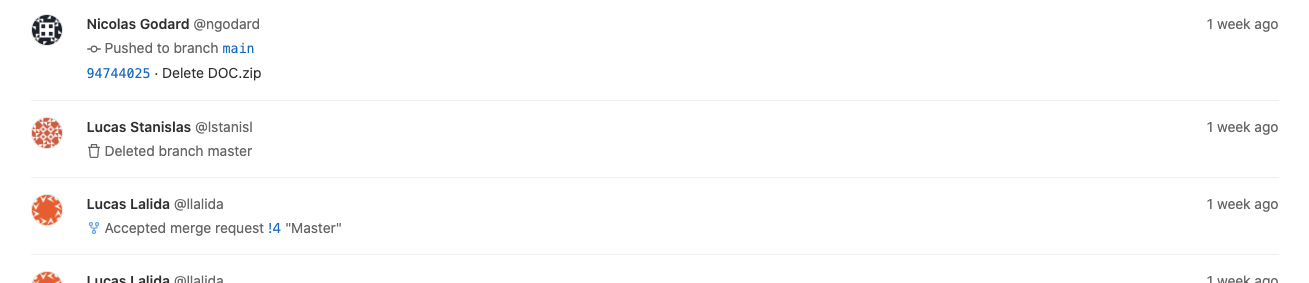 Nicolas Godard @ngodard 1 week ago
Pushed to branch main
94744025 · Delete DOC.zip
Lucas Stanislas @lstanisl 1 week ago
Deleted branch master
Lucas Lalida @llalida 1 week ago
Accepted merge request !4 "Master"
Lucas Lalida @llalida 1 week ago